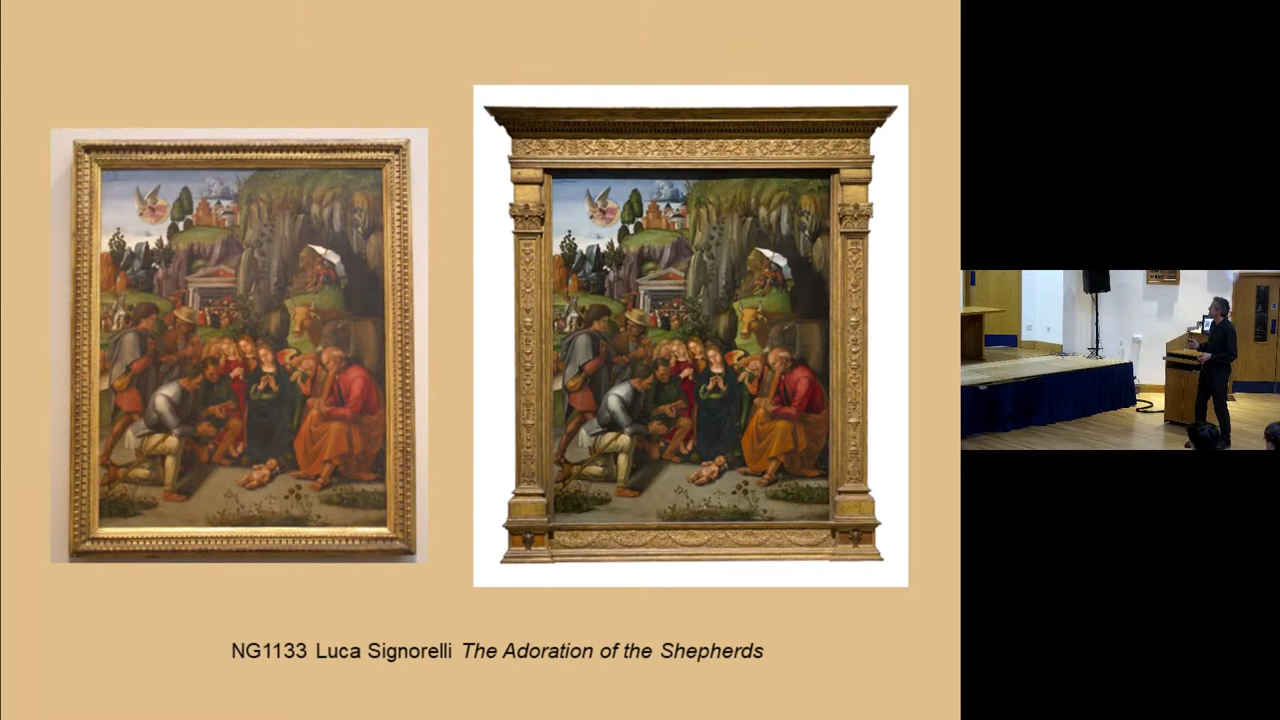 NG1133 Luca Signorelli The Adoration of the Shepherds